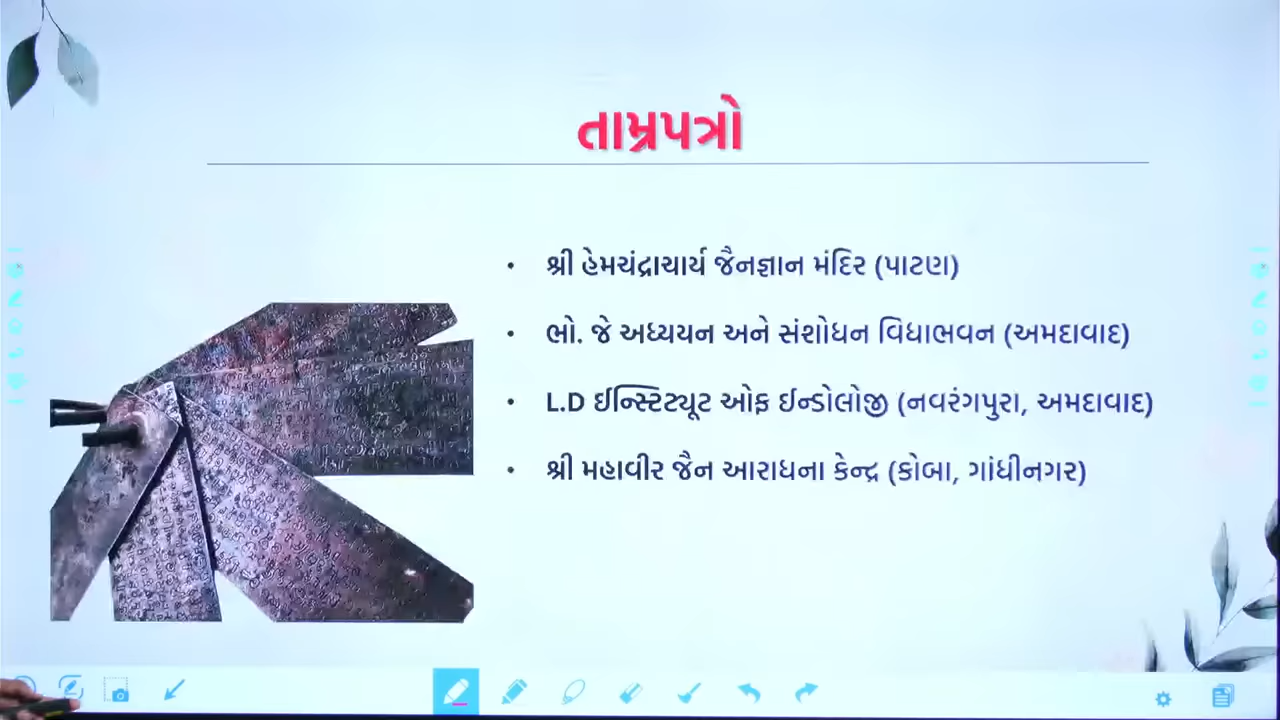 તામ્રપત્રો
• શ્રી હેમચંદ્રાચાર્ય જૈનજ્ઞાન મંદિર (પાટણ)
• ભો. જે અધ્યયન અને સંશોધન વિદ્યાભવન (અમદાવાદ)
• L.D ઈન્સ્ટિટ્યૂટ ઓફ ઈન્ડોલોજી (નવરંગપુરા, અમદાવાદ)
• શ્રી મહાવીર જૈન આરાધના કેન્દ્ર (કોબા, ગાંધીનગર)